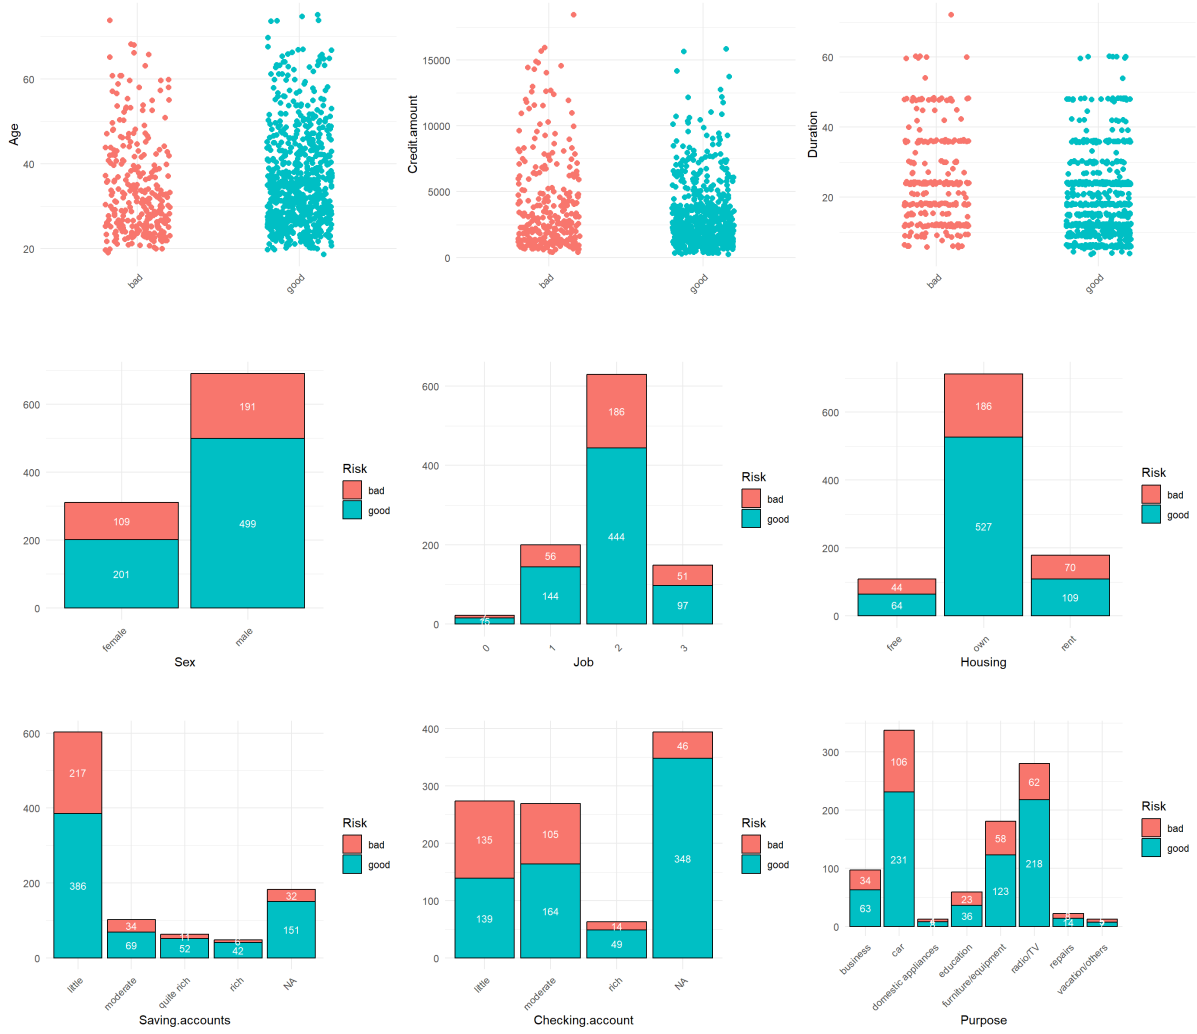 Age
60
40
20
bad
good
Credit.amount
15000
10000
5000
0
bad
good
Duration
60
40
20
bad
good
600
400
200
0
191
109
499
201
female
male
Sex
Risk
bad
good
600
400
200
0
186
56
51
444
144
97
15
0
1
2
3
Job
Risk
bad
good
600
400
200
0
186
44
70
527
64
109
free
own
rent
Housing
Risk
bad
good
600
400
200
0
217
34
11
6
32
386
69
52
42
151
little
moderate
quite rich
rich
NA
Saving.accounts
Risk
bad
good
400
300
200
100
0
135
105
14
46
139
164
49
348
little
moderate
rich
NA
Checking.account
Risk
bad
good
300
200
100
0
34
106
23
58
62
63
231
36
123
218
14
business
car
domestic appliances
education
furniture/equipment
radio/TV
repairs
vacation/others
Purpose
Risk
bad
good